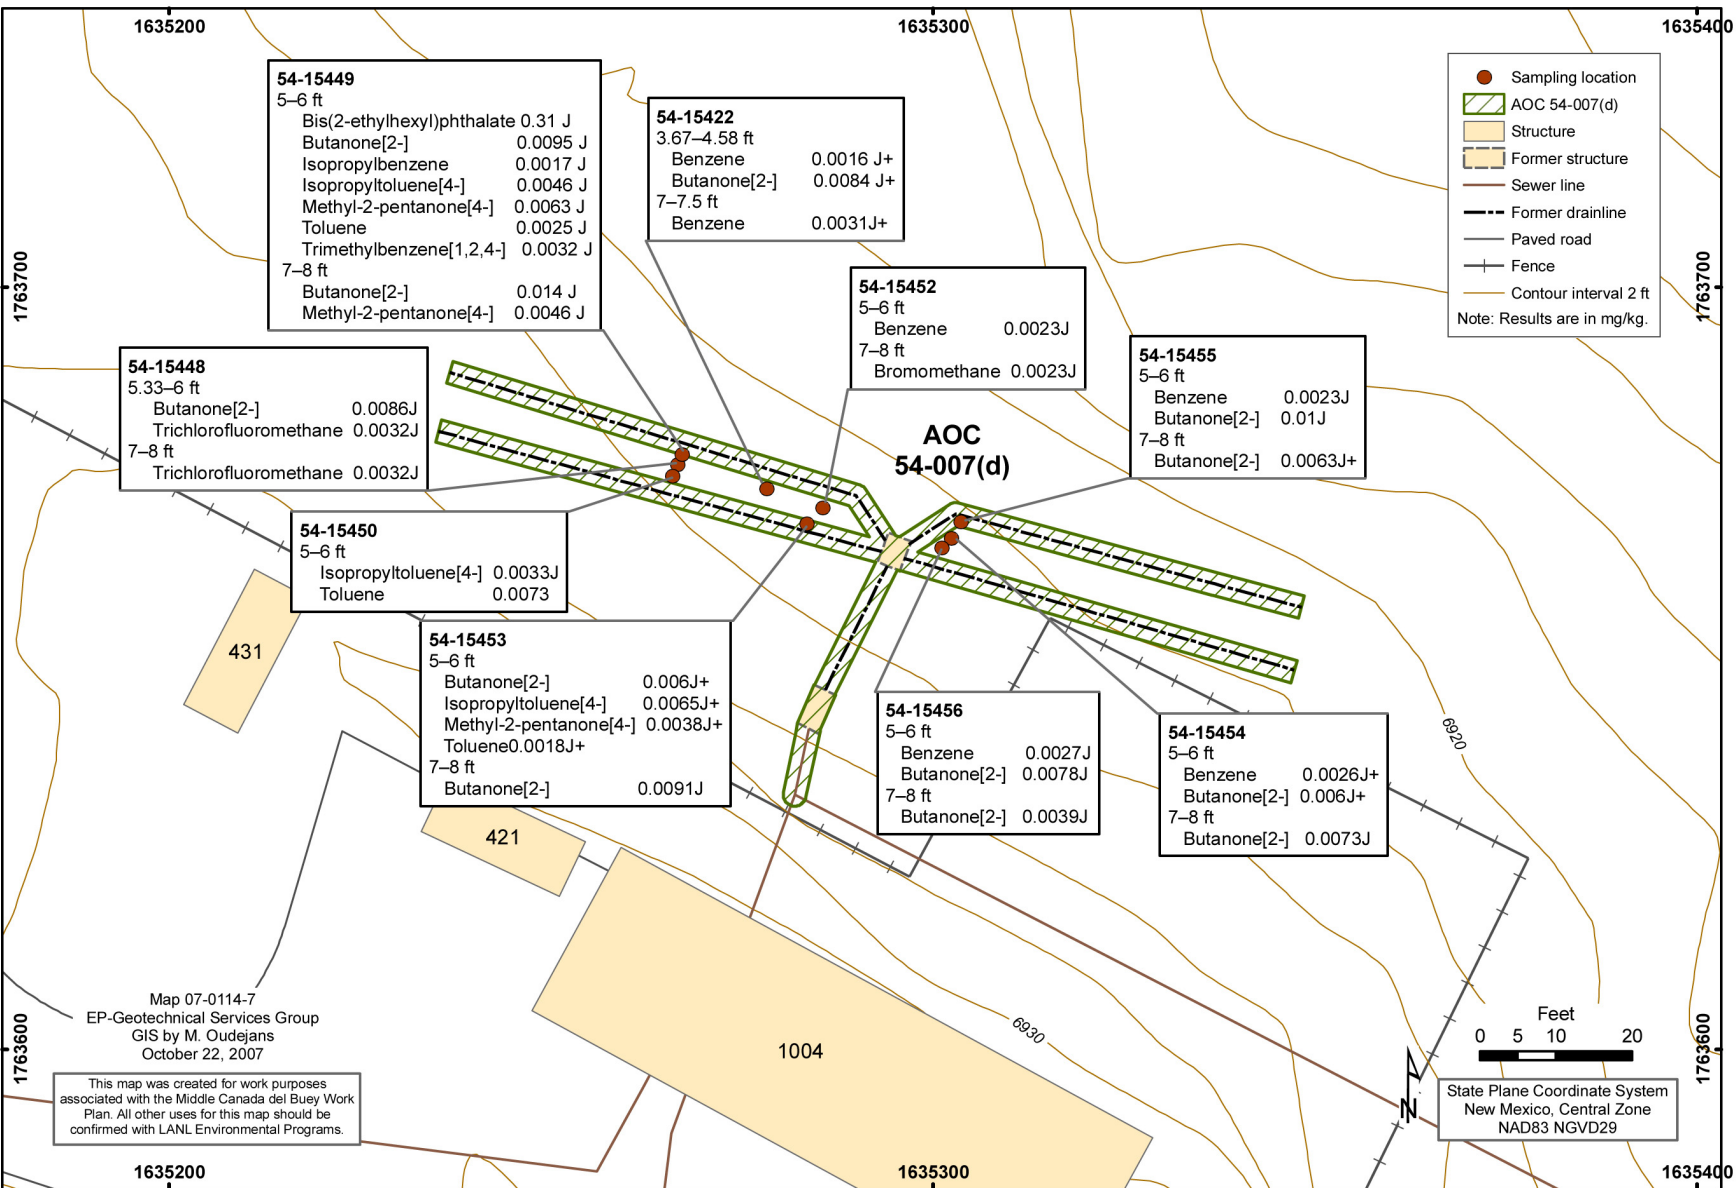 1635200
1635300
1635400
54-15449
5–6 ft
Bis(2-ethylhexyl)phthalate 0.31 J
Butanone[2-] 0.0095 J
Isopropylbenzene 0.0017 J
Isopropyltoluene[4-] 0.0046 J
Methyl-2-pentanone[4-] 0.0063 J
Toluene 0.0025 J
Trimethylbenzene[1,2,4-] 0.0032 J
7–8 ft
Butanone[2-] 0.014 J
Methyl-2-pentanone[4-] 0.0046 J
54-15422
3.67–4.58 ft
Benzene 0.0016 J+
Butanone[2-] 0.0084 J+
7–7.5 ft
Benzene 0.0031J+
Sampling location
AOC 54-007(d)
Structure
Former structure
Sewer line
Former drainline
Paved road
Fence
Contour interval 2 ft
Note: Results are in mg/kg.
1763700
1763700
54-15452
5–6 ft
Benzene 0.0023J
7–8 ft
Bromomethane 0.0023J
54-15455
5–6 ft
Benzene 0.0023J
Butanone[2-] 0.01J
7–8 ft
Butanone[2-] 0.0063J+
54-15448
5.33–6 ft
Butanone[2-] 0.0086J
Trichlorofluoromethane 0.0032J
7–8 ft
Trichlorofluoromethane 0.0032J
AOC
54-007(d)
54-15450
5–6 ft
Isopropyltoluene[4-] 0.0033J
Toluene 0.0073
431
54-15453
5–6 ft
Butanone[2-] 0.006J+
Isopropyltoluene[4-] 0.0065J+
Methyl-2-pentanone[4-] 0.0038J+
Toluene0.0018J+
7–8 ft
Butanone[2-] 0.0091J
54-15456
5–6 ft
Benzene 0.0027J
Butanone[2-] 0.0078J
7–8 ft
Butanone[2-] 0.0039J
54-15454
5–6 ft
Benzene 0.0026J+
Butanone[2-] 0.006J+
7–8 ft
Butanone[2-] 0.0073J
6920
421
1004
6930
Map 07-0114-7
EP-Geotechnical Services Group
GIS by M. Oudejans
October 22, 2007
This map was created for work purposes
associated with the Middle Canada del Buey Work
Plan. All other uses for this map should be
confirmed with LANL Environmental Programs.
Feet
0 5 10 20
1763600
1763600
N
State Plane Coordinate System
New Mexico, Central Zone
NAD83 NGVD29
1635200
1635300
1635400